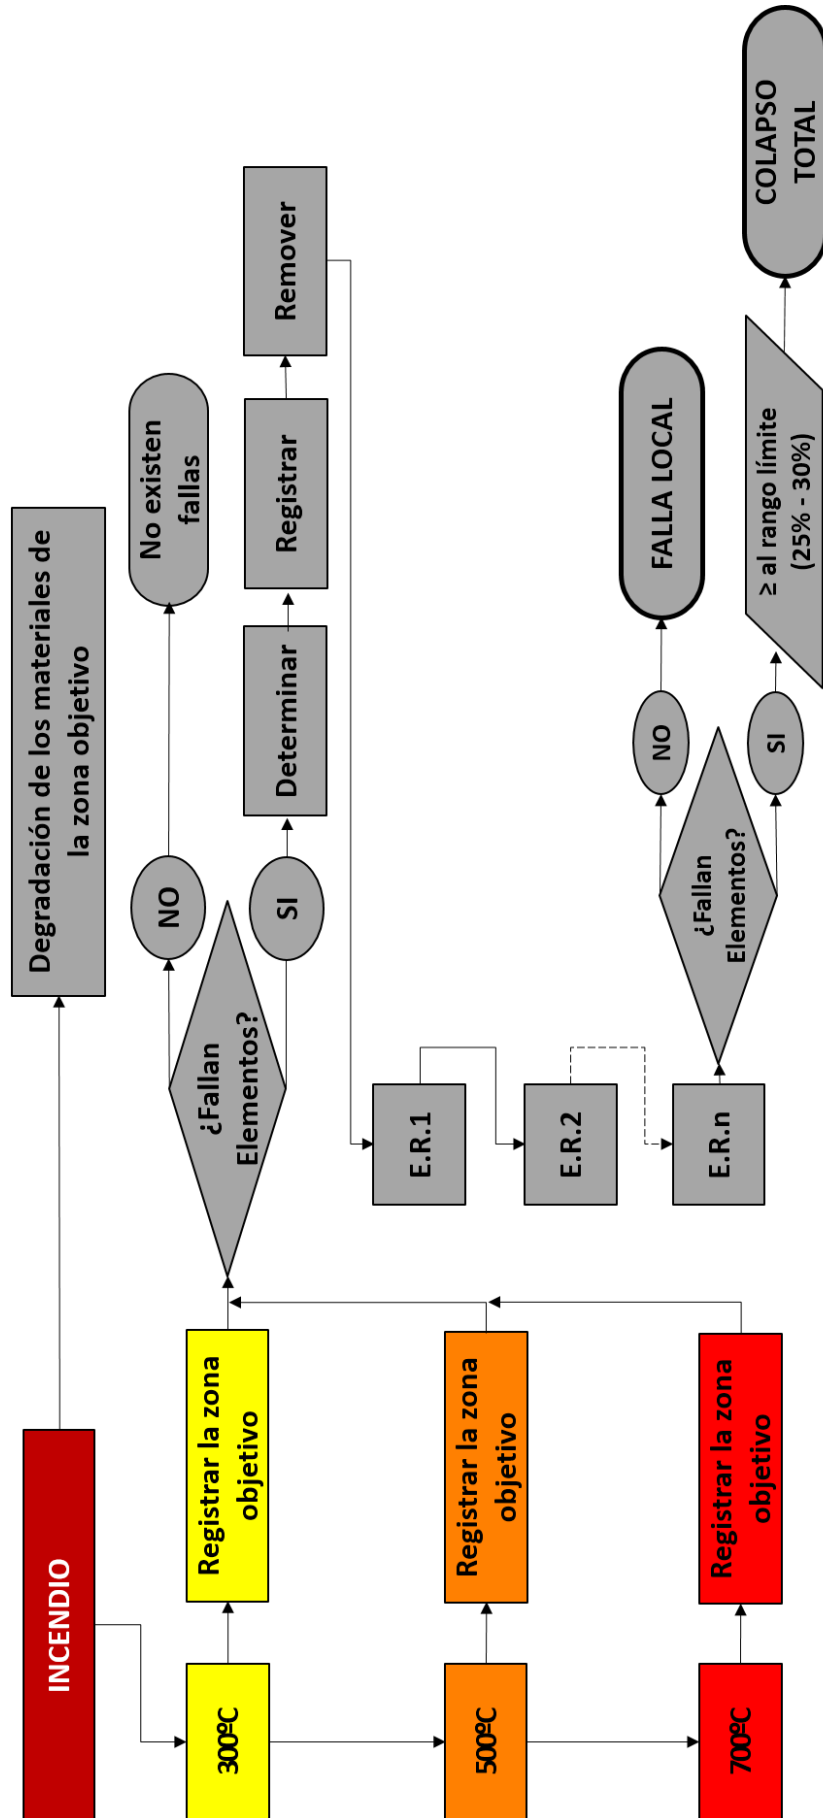 INCENDIO
Degradación de los materiales de
la zona objetivo
300ºC
Registrar la zona
objetivo
¿Fallan
Elementos?
NO
No existen
fallas
SI
Determinar
Registrar
Remover
500ºC
Registrar la zona
objetivo
E.R.1
E.R.2
E.R.n
700ºC
Registrar la zona
objetivo
¿Fallan
Elementos?
NO
FALLA LOCAL
SI
≥ al rango límite
(25% - 30%)
COLAPSO
TOTAL